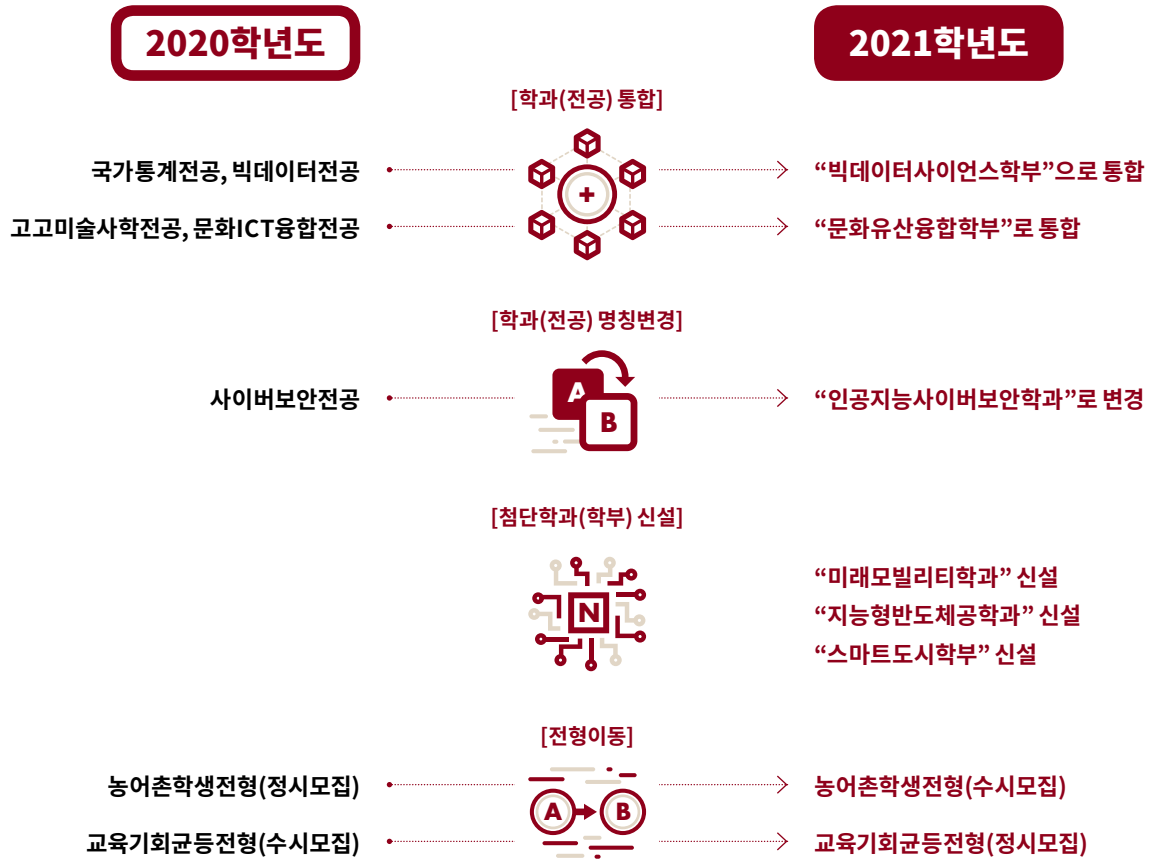 2020학년도
2021학년도
[학과(전공) 통합]
국가통계전공, 빅데이터전공
“빅데이터사이언스학부”으로 통합
고고미술사학전공, 문화ICT융합전공
“문화유산융합학부”로 통합
[학과(전공) 명칭변경]
사이버보안전공
A
B
“인공지능사이버보안학과”로 변경
[첨단학과(학부) 신설]
N
“미래모빌리티학과” 신설
“지능형반도체공학과” 신설
“스마트도시학부” 신설
[전형이동]
농어촌학생전형(정시모집)
A
B
농어촌학생전형(수시모집)
교육기회균등전형(수시모집)
교육기회균등전형(정시모집)